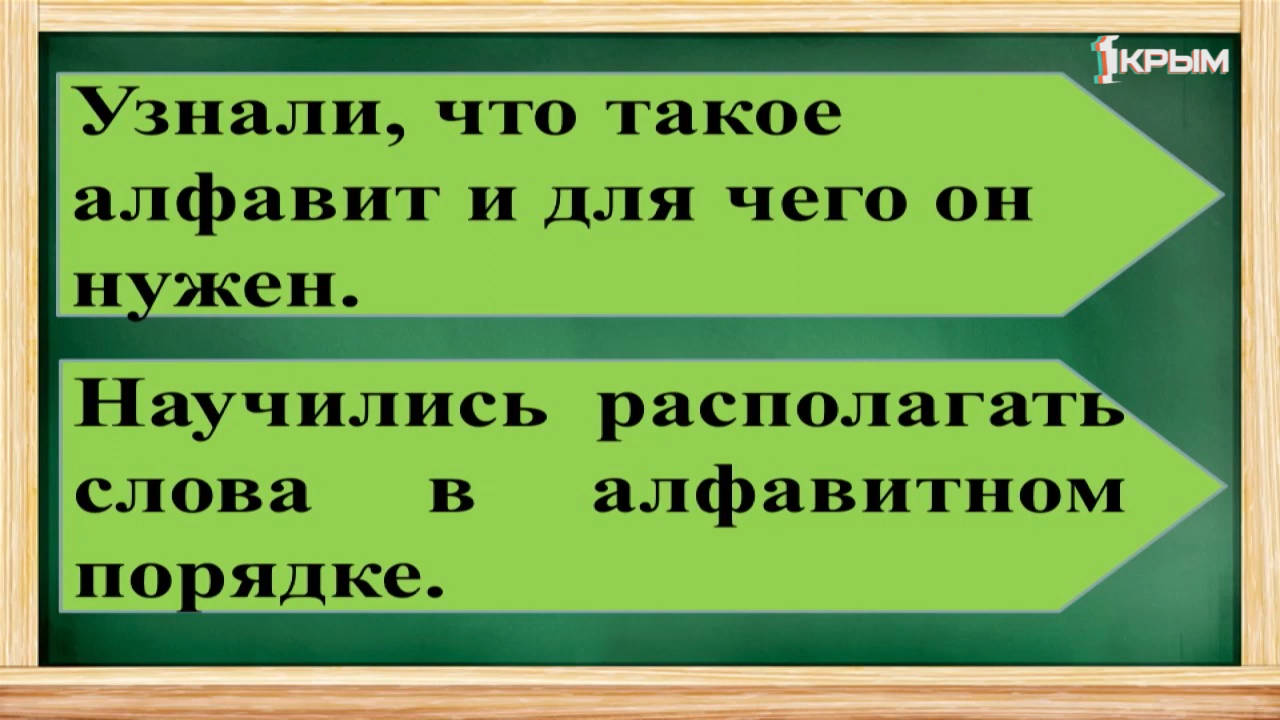 1КРЫМ
Узнали, что такое
алфавит и для чего он
нужен.
Научились располагать
слова в алфавитном
порядке.